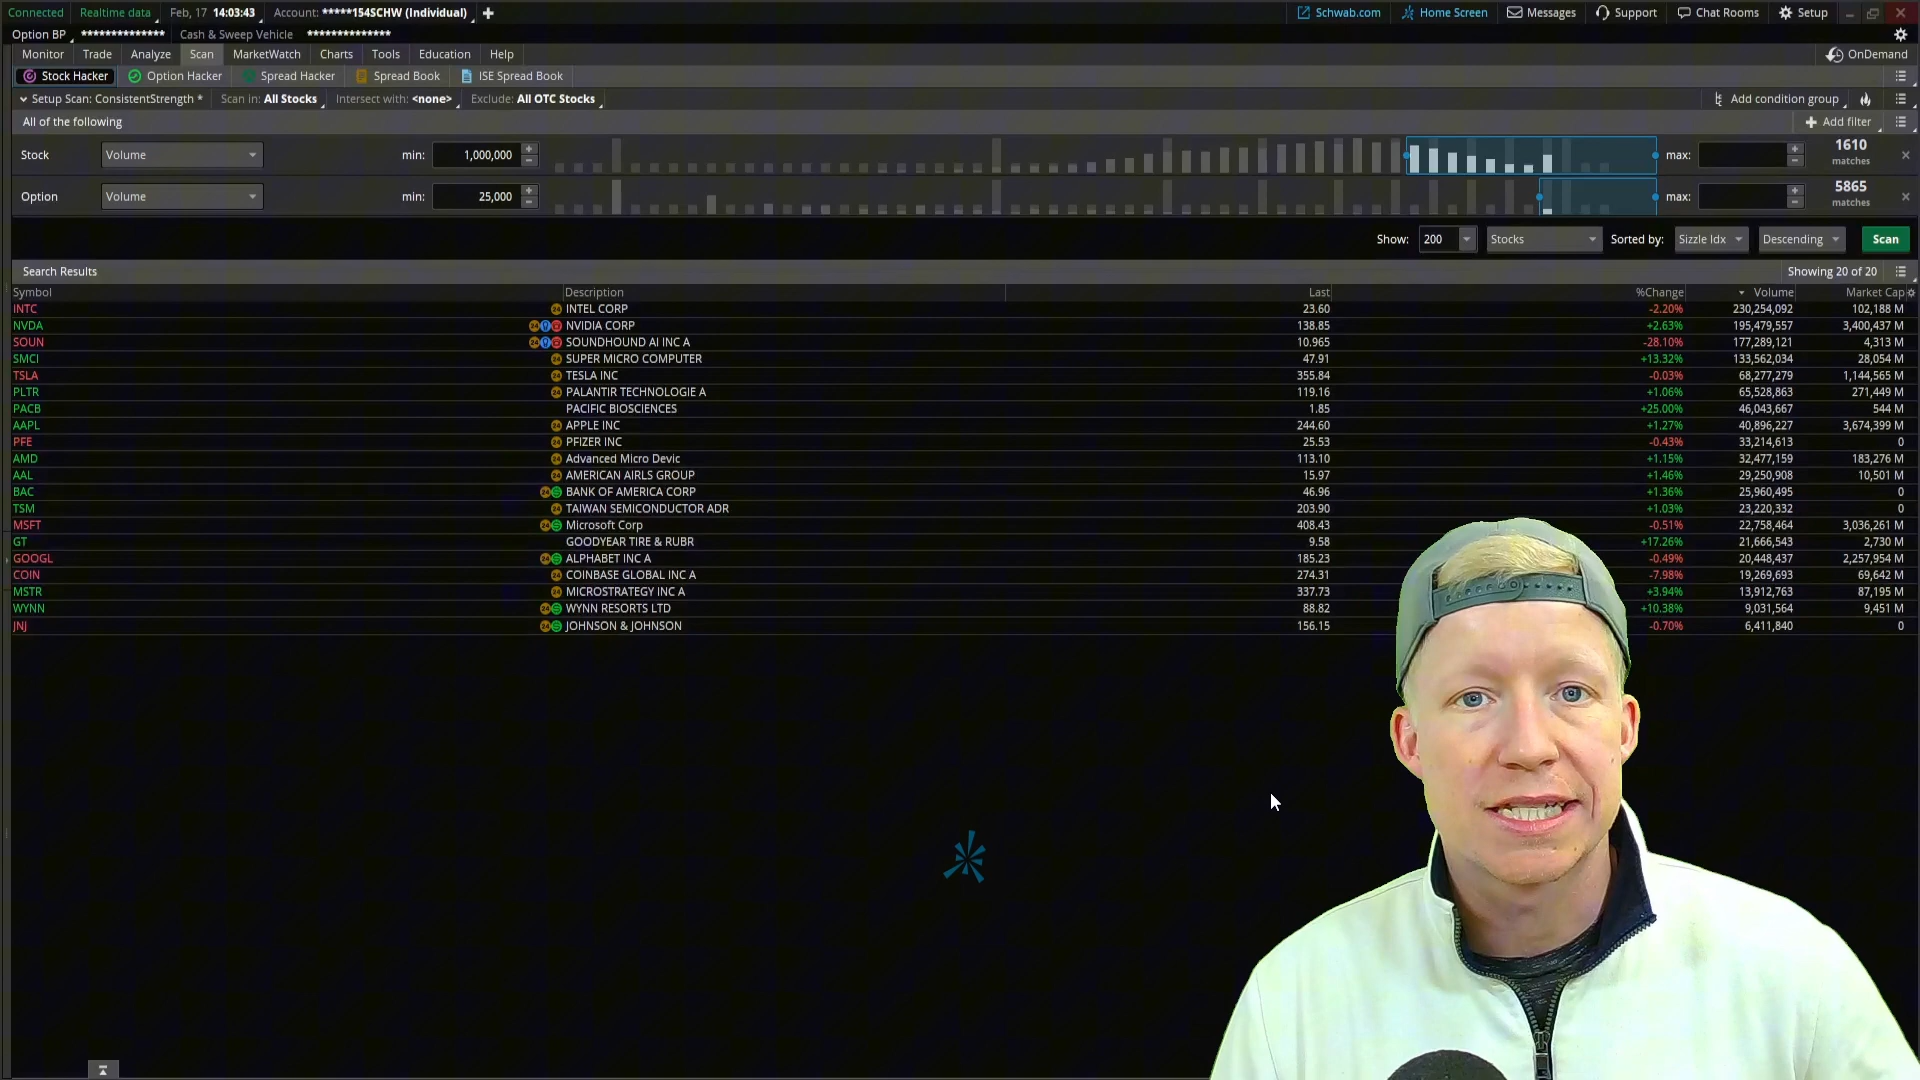 Connected Realtime data Feb, 17 14:03:43 Account: *****154SCHW (Individual) Schwab.com Home Screen Messages Support Chat Rooms Setup
Option BP ************** Cash & Sweep Vehicle **************
Monitor Trade Analyze Scan MarketWatch Charts Tools Education Help OnDemand
Stock Hacker Option Hacker Spread Hacker Spread Book ISE Spread Book
Setup Scan: ConsistentStrength * Scan in: All Stocks Intersect with: <none> Exclude: All OTC Stocks Add condition group
All of the following Add filter
Stock Volume min: 1,000,000 max: 1610 matches
Option Volume min: 25,000 max: 5865 matches
Show: 200 Stocks Sorted by: Sizzle Idx Descending Scan
Search Results Showing 20 of 20
Symbol Description Last %Change Volume Market Cap
INTC INTEL CORP 23.60 -2.20% 230,254,092 102,188 M
NVDA NVIDIA CORP 138.85 +2.63% 195,479,557 3,400,437 M
SOUN SOUNDHOUND AI INC A 10.965 -28.10% 177,289,121 4,313 M
SMCI SUPER MICRO COMPUTER 47.91 +13.32% 133,562,034 28,054 M
TSLA TESLA INC 355.84 -0.03% 68,277,279 1,144,565 M
PLTR PALANTIR TECHNOLOGIE A 119.16 +1.06% 65,528,863 271,449 M
PACB PACIFIC BIOSCIENCES 1.85 +25.00% 46,043,667 544 M
AAPL APPLE INC 244.60 +1.27% 40,896,227 3,674,399 M
PFE PFIZER INC 25.53 -0.43% 33,214,613 0
AMD Advanced Micro Devic 113.10 +1.15% 32,477,159 183,276 M
AAL AMERICAN AIRLS GROUP 15.97 +1.46% 29,250,908 10,501 M
BAC BANK OF AMERICA CORP 46.96 +1.36% 25,960,495 0
TSM TAIWAN SEMICONDUCTOR ADR 203.90 +1.03% 23,220,332 0
MSFT Microsoft Corp 408.43 -0.51% 22,758,464 3,036,261 M
GT GOODYEAR TIRE & RUBR 9.58 +17.26% 21,666,543 2,730 M
GOOGL ALPHABET INC A 185.23 -0.49% 20,448,437 2,257,954 M
COIN COINBASE GLOBAL INC A 274.31 -7.98% 19,269,693 69,642 M
MSTR MICROSTRATEGY INC A 337.73 +3.94% 13,912,763 87,195 M
WYNN WYNN RESORTS LTD 88.82 +10.38% 9,031,564 9,451 M
JNJ JOHNSON & JOHNSON 156.15 -0.70% 6,411,840 0